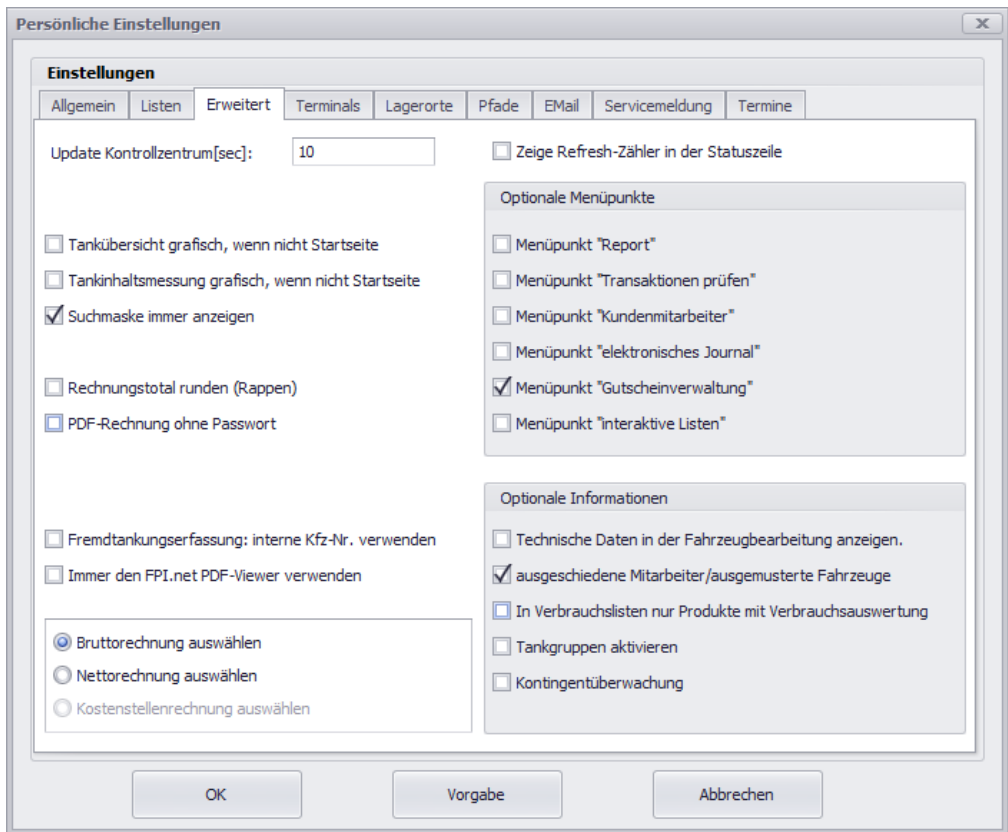 Persönliche Einstellungen
Einstellungen
Allgemein Listen Erweitert Terminals Lagerorte Pfade EMail Servicemeldung Termine
Update Kontrollzentrum[sec]: 10
Zeige Refresh-Zähler in der Statuszeile
Tankübersicht grafisch, wenn nicht Startseite
Tankinhaltsmessung grafisch, wenn nicht Startseite
Suchmaske immer anzeigen
Rechnungstotal runden (Rappen)
PDF-Rechnung ohne Passwort
Fremdtankungserfassung: interne Kfz-Nr. verwenden
Immer den FPI.net PDF-Viewer verwenden
Bruttorechnung auswählen
Nettorechnung auswählen
Kostenstellenrechnung auswählen
Optionale Menüpunkte
Menüpunkt "Report"
Menüpunkt "Transaktionen prüfen"
Menüpunkt "Kundenmitarbeiter"
Menüpunkt "elektronisches Journal"
Menüpunkt "Gutscheinverwaltung"
Menüpunkt "interaktive Listen"
Optionale Informationen
Technische Daten in der Fahrzeugbearbeitung anzeigen.
ausgeschiedene Mitarbeiter/ausgemusterte Fahrzeuge
In Verbrauchslisten nur Produkte mit Verbrauchsauswertung
Tankgruppen aktivieren
Kontingentüberwachung
OK Vorgabe Abbrechen